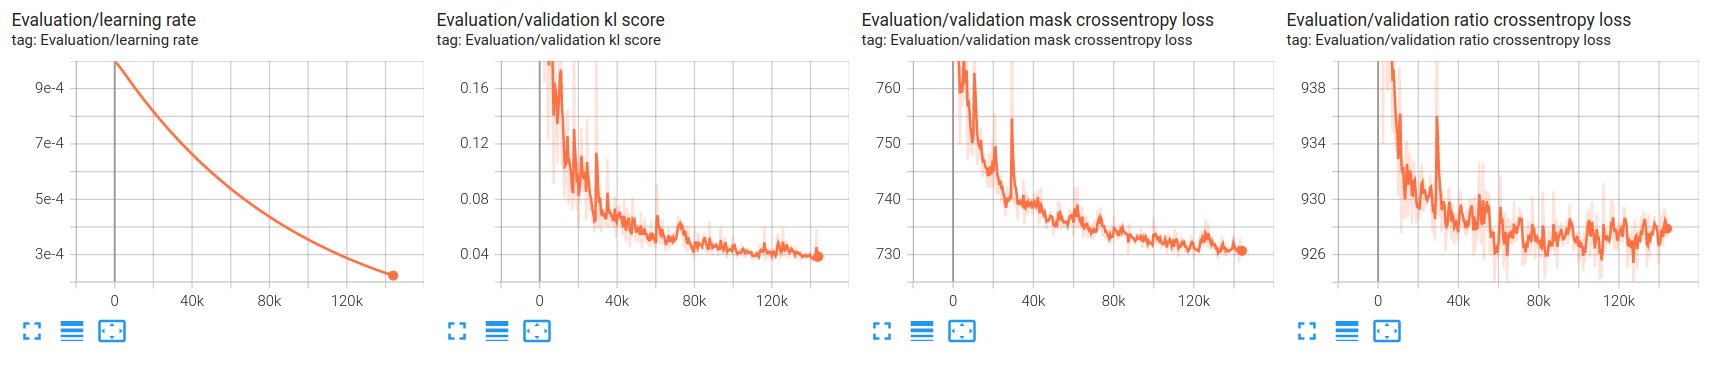 Evaluation/learning rate
tag: Evaluation/learning rate
9e-4
7e-4
5e-4
3e-4
0 40k 80k 120k
Evaluation/validation kl score
tag: Evaluation/validation kl score
0.16
0.12
0.08
0.04
0 40k 80k 120k
Evaluation/validation mask crossentropy loss
tag: Evaluation/validation mask crossentropy loss
760
750
740
730
0 40k 80k 120k
Evaluation/validation ratio crossentropy loss
tag: Evaluation/validation ratio crossentropy loss
938
934
930
926
0 40k 80k 120k